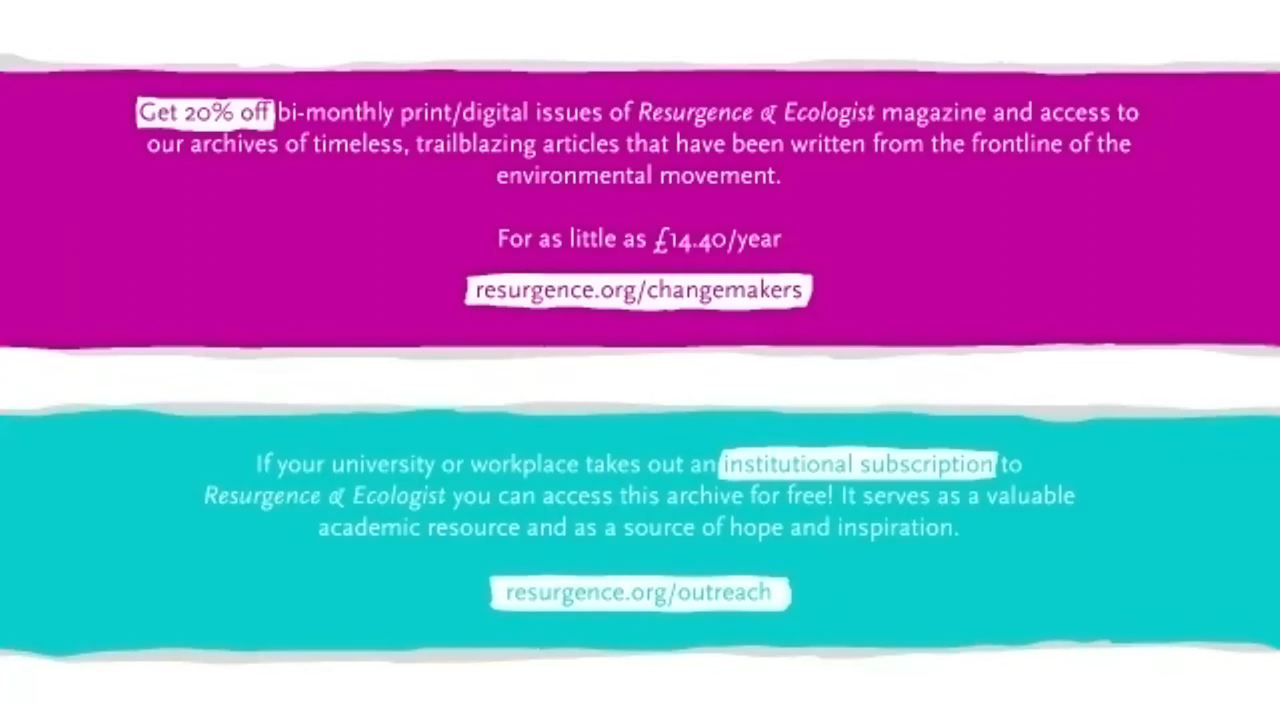 Get 20% off bi-monthly print/digital issues of Resurgence & Ecologist magazine and access to
our archives of timeless, trailblazing articles that have been written from the frontline of the
environmental movement.
For as little as £14.40/year
resurgence.org/changemakers
If your university or workplace takes out an institutional subscription to
Resurgence & Ecologist you can access this archive for free! It serves as a valuable
academic resource and as a source of hope and inspiration.
resurgence.org/outreach